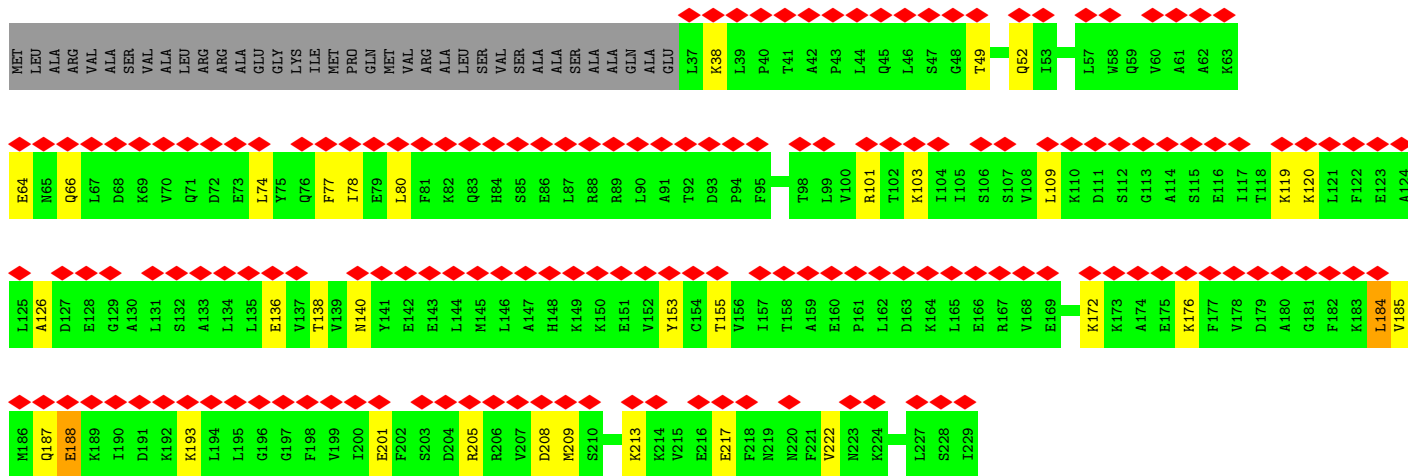 MET LEU ALA ARG VAL ALA SER VAL ALA LEU ARG ARG ALA GLU GLY LYS ILE MET PRO GLN MET VAL ARG ALA LEU SER VAL SER ALA ALA SER ALA ALA GLN ALA GLU L37 K38 L39 P40 T41 A42 P43 L44 Q45 L46 S47 G48 T49 Q52 I53 L57 W58 Q59 V60 A61 A62 K63
E64 N65 Q66 L67 D68 K69 V70 Q71 D72 E73 L74 Y75 Q76 F77 I78 E79 L80 F81 K82 Q83 H84 S85 E86 L87 R88 R89 L90 A91 T92 D93 P94 F95 T98 L99 V100 R101 T102 K103 I104 I105 S106 S107 V108 L109 K110 D111 S112 G113 A114 S115 E116 I117 T118 K119 K120 L121 F122 E123 A124
L125 A126 D127 E128 G129 A130 L131 S132 A133 L134 L135 E136 V137 T138 V139 N140 Y141 E142 E143 L144 M145 L146 A147 H148 K149 K150 E151 V152 Y153 C154 T155 V156 I157 T158 A159 E160 P161 L162 D163 K164 L165 E166 R167 V168 E169 K172 K173 A174 E175 K176 F177 V178 D179 A180 G181 F182 K183 L184 V185
M186 Q187 E188 K189 I190 D191 K192 K193 L194 L195 G196 G197 F198 V199 I200 E201 F202 S203 D204 R205 R206 V207 D208 M209 S210 K213 K214 V215 E216 E217 F218 N219 N220 F221 V222 N223 K224 L227 S228 I229